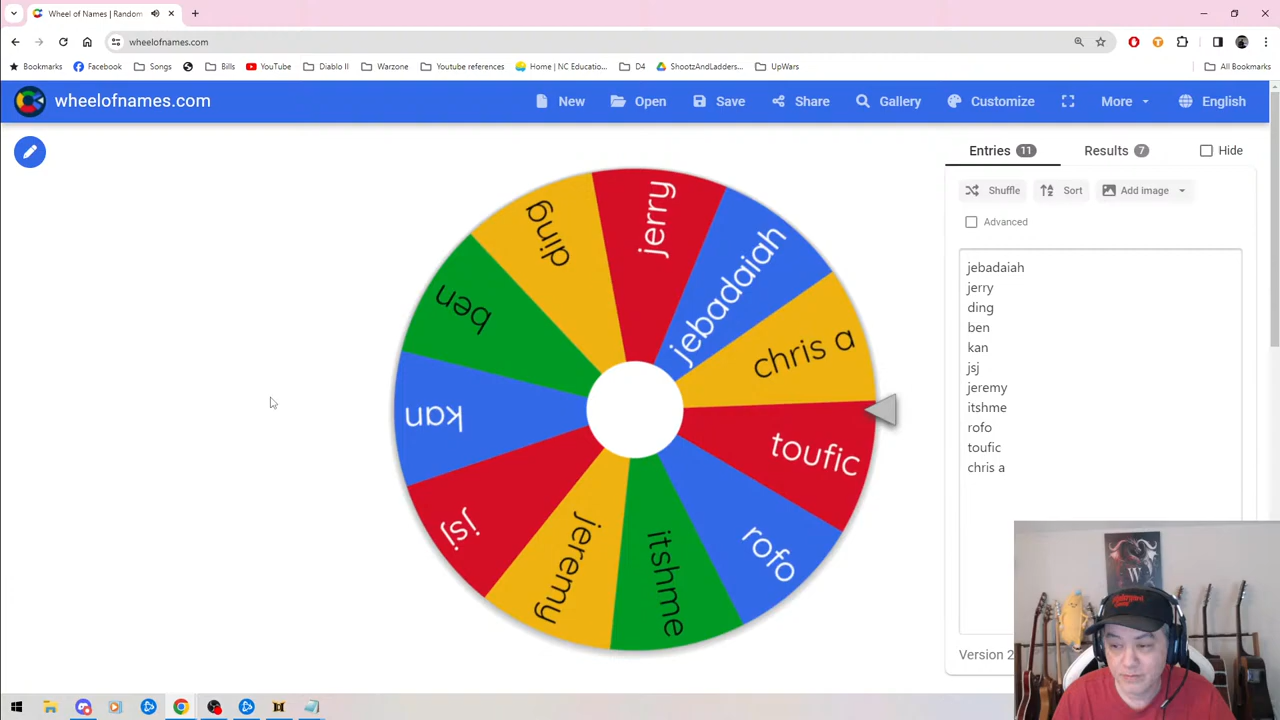 Wheel of Names | Random
wheelofnames.com
Bookmarks Facebook Songs Bills YouTube Diablo II Warzone Youtube references Home | NC Educatio... D4 ShootzAndLadders... UpWars All Bookmarks
wheelofnames.com New Open Save Share Gallery Customize More English
Entries 11 Results 7 Hide
Shuffle Sort Add image
Advanced
jebadaiah
jerry
ding
ben
kan
jsj
jeremy
itshme
rofo
toufic
chris a
Version 2
jerry
jebadaiah
chris a
toufic
rofo
itshme
jeremy
jsj
kan
ben
ding
W